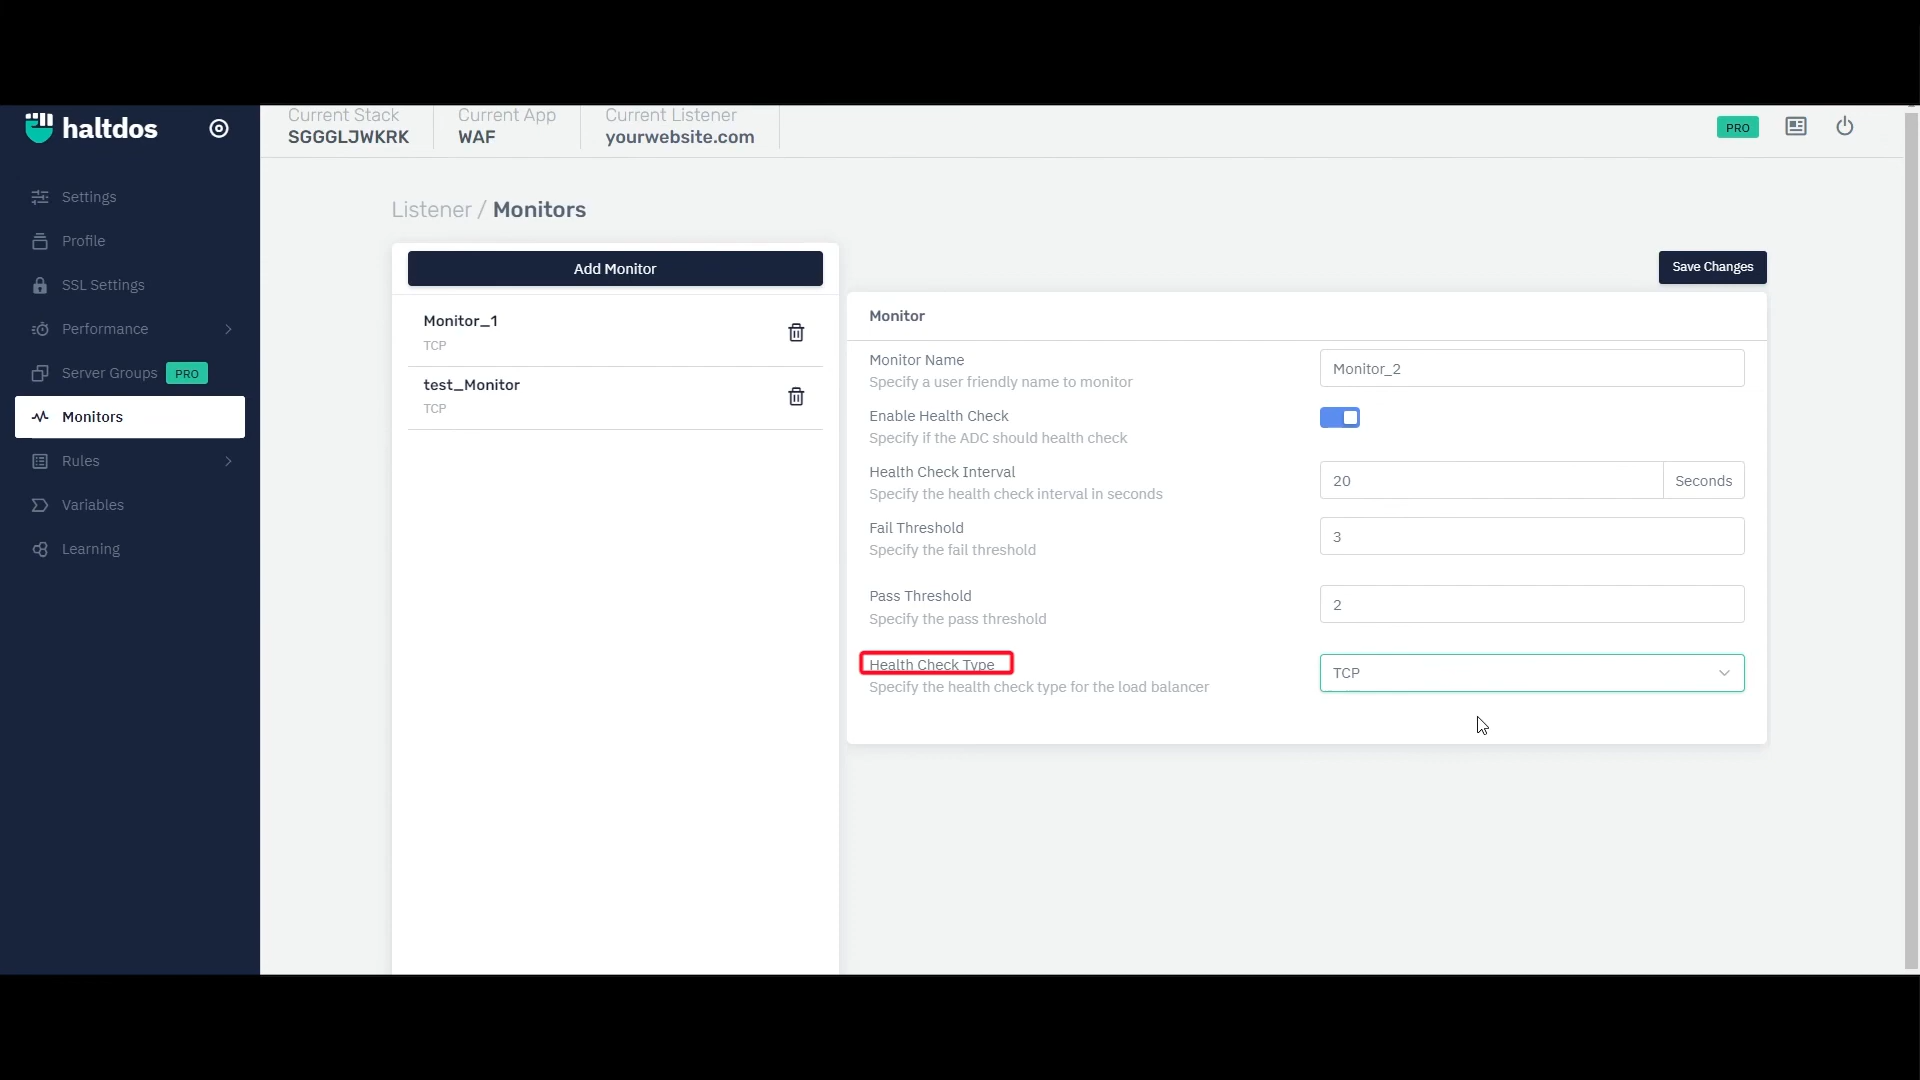 haltdos
Current Stack
SGGGLJWKRK
Current App
WAF
Current Listener
yourwebsite.com
PRO
Settings
Profile
SSL Settings
Performance
Server Groups PRO
Monitors
Rules
Variables
Learning
Listener / Monitors
Add Monitor
Monitor_1
TCP
test_Monitor
TCP
Save Changes
Monitor
Monitor Name
Specify a user friendly name to monitor
Monitor_2
Enable Health Check
Specify if the ADC should health check
Health Check Interval
Specify the health check interval in seconds
20 Seconds
Fail Threshold
Specify the fail threshold
3
Pass Threshold
Specify the pass threshold
2
Health Check Type
Specify the health check type for the load balancer
TCP